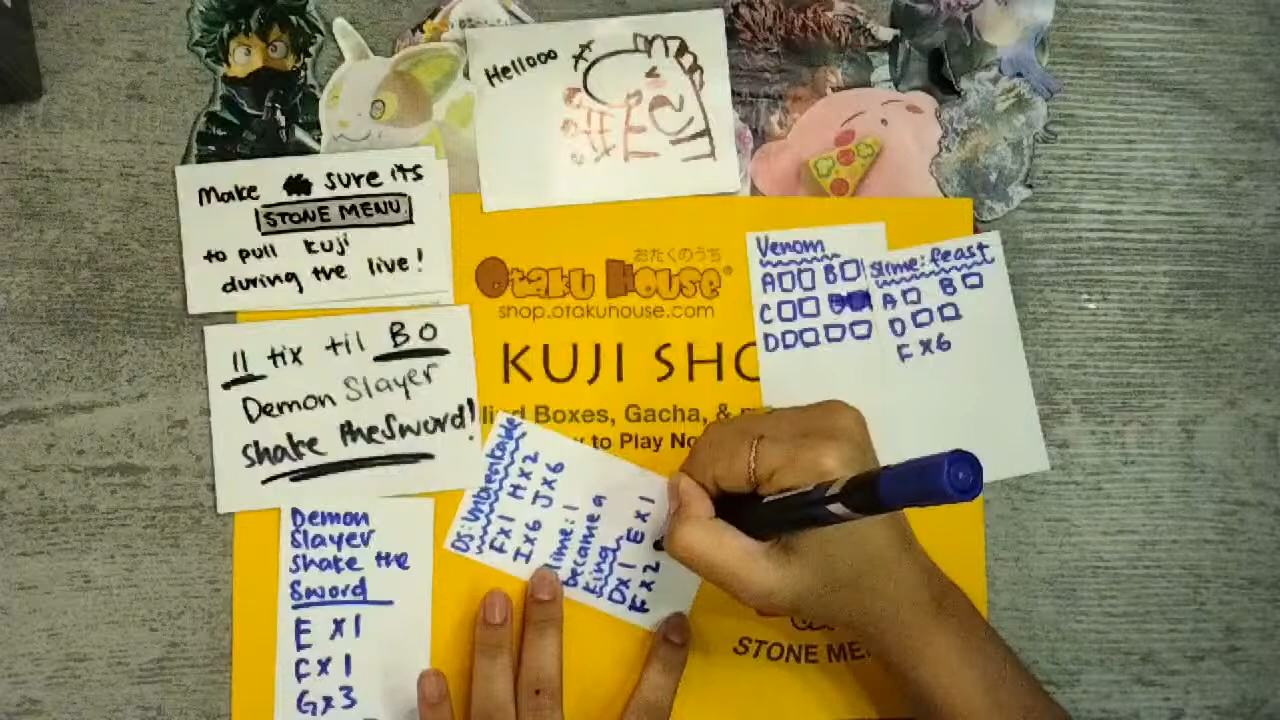 Hellooo
Make sure its
STONE MENU
to pull kuji
during the live!
11 tix til BO
Demon Slayer
shake the Sword!
Demon
Slayer
shake the
Sword
E x1
F x1
G x3
おたくのうち
Otaku House®
shop.otakuhouse.com
KUJI SHO
Blind Boxes, Gacha, &
to Play No
STONE ME
DS: Unbreakable
F x1 H x2
I x6 J x6
Slime: I
became a
King
D x1 E x1
F x2
Venom
A□□ B□
C□□
D□□□□
Slime: feast
A□ B□
D□□
F x6